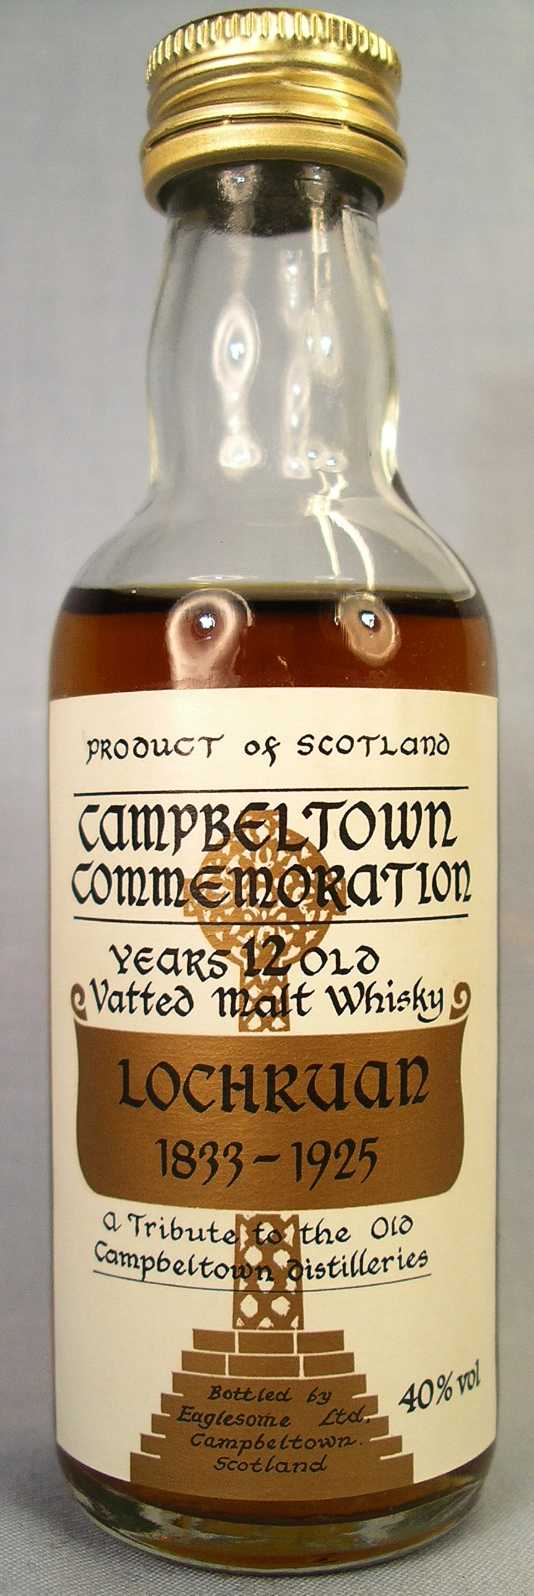 PRODUCT of SCOTLAND
CAMPBELTOWN
COMMEMORATION
YEARS 12 OLD
Vatted Malt Whisky
LOCHRUAN
1833-1925
a Tribute to the Old
Campbeltown distilleries
Bottled by
Eaglesome Ltd,
Campbeltown.
Scotland
40% vol